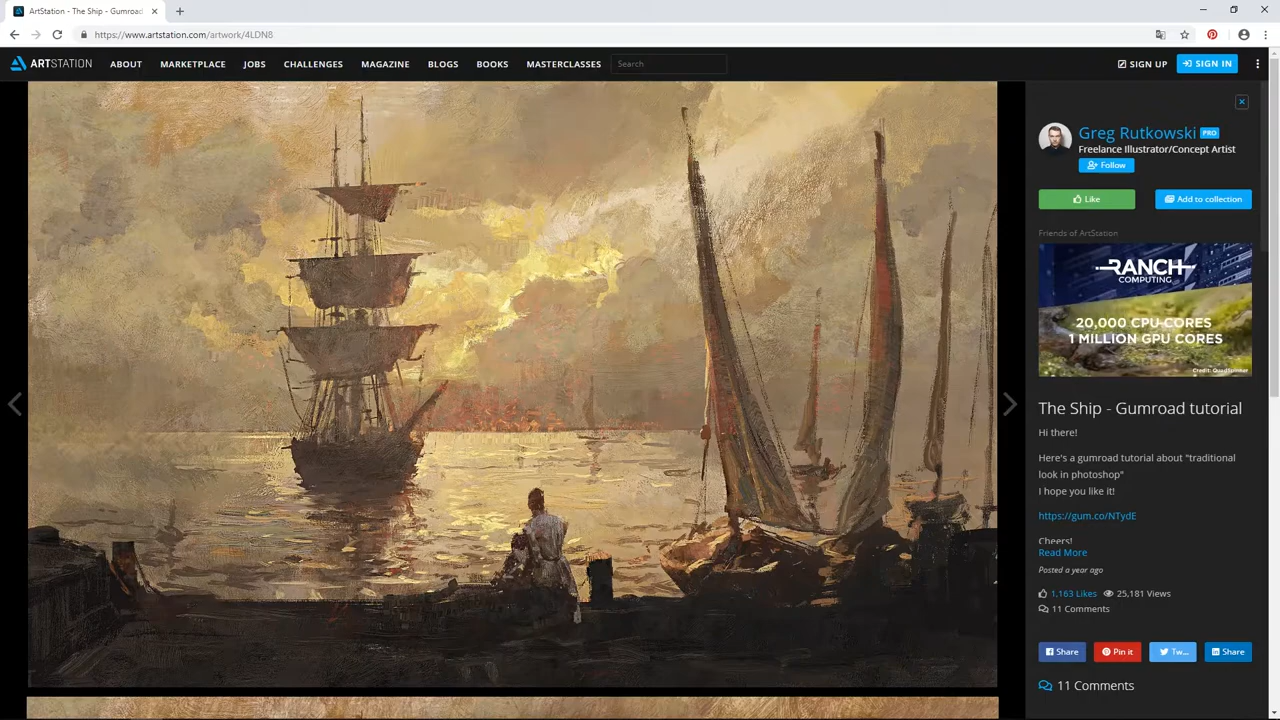 ArtStation - The Ship - Gumroa
https://www.artstation.com/artwork/4LDN8
ARTSTATION
ABOUT
MARKETPLACE
JOBS
CHALLENGES
MAGAZINE
BLOGS
BOOKS
MASTERCLASSES
Search
SIGN UP
SIGN IN
Greg Rutkowski PRO
Freelance Illustrator/Concept Artist
Follow
Like
Add to collection
Friends of ArtStation
RANCH
COMPUTING
20,000 CPU CORES
1 MILLION GPU CORES
Credit: QuadSpinner
The Ship - Gumroad tutorial
Hi there!
Here's a gumroad tutorial about "traditional
look in photoshop"
I hope you like it!
https://gum.co/NTydE
Cheers!
Read More
Posted a year ago
1,163 Likes 25,181 Views
11 Comments
Share
Pin it
Tw...
Share
11 Comments